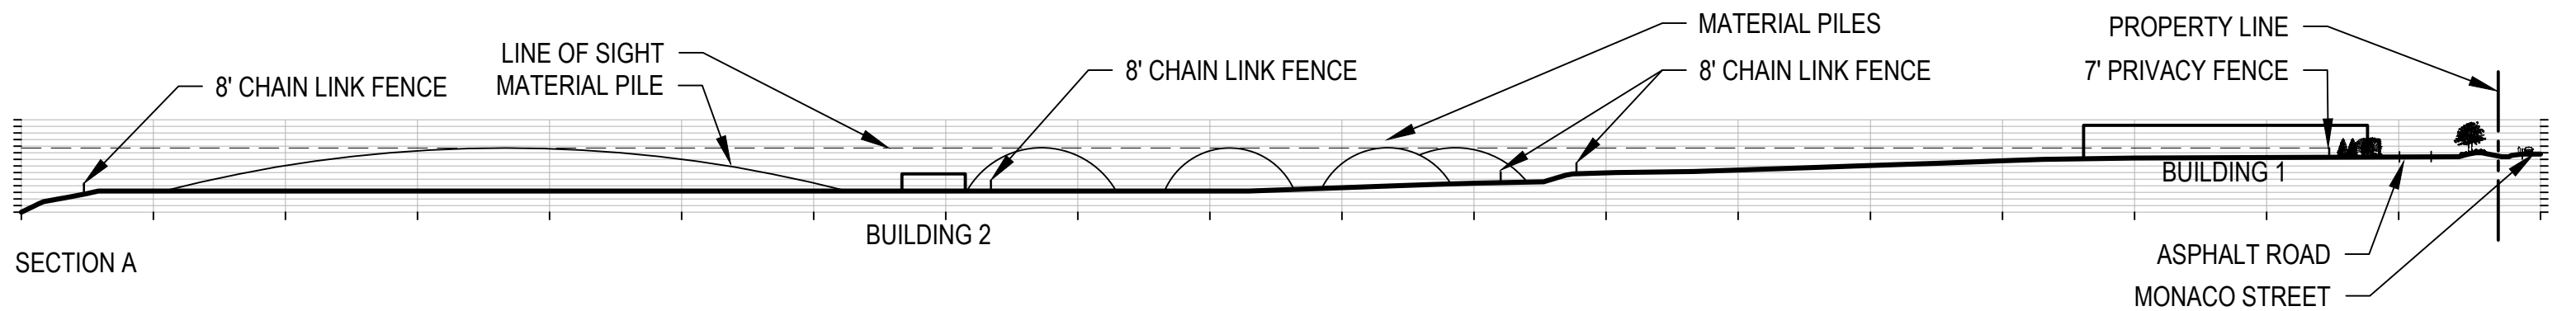 MATERIAL PILES
PROPERTY LINE
LINE OF SIGHT
8' CHAIN LINK FENCE
8' CHAIN LINK FENCE
7' PRIVACY FENCE
8' CHAIN LINK FENCE
MATERIAL PILE
BUILDING 1
BUILDING 2
ASPHALT ROAD
SECTION A
MONACO STREET